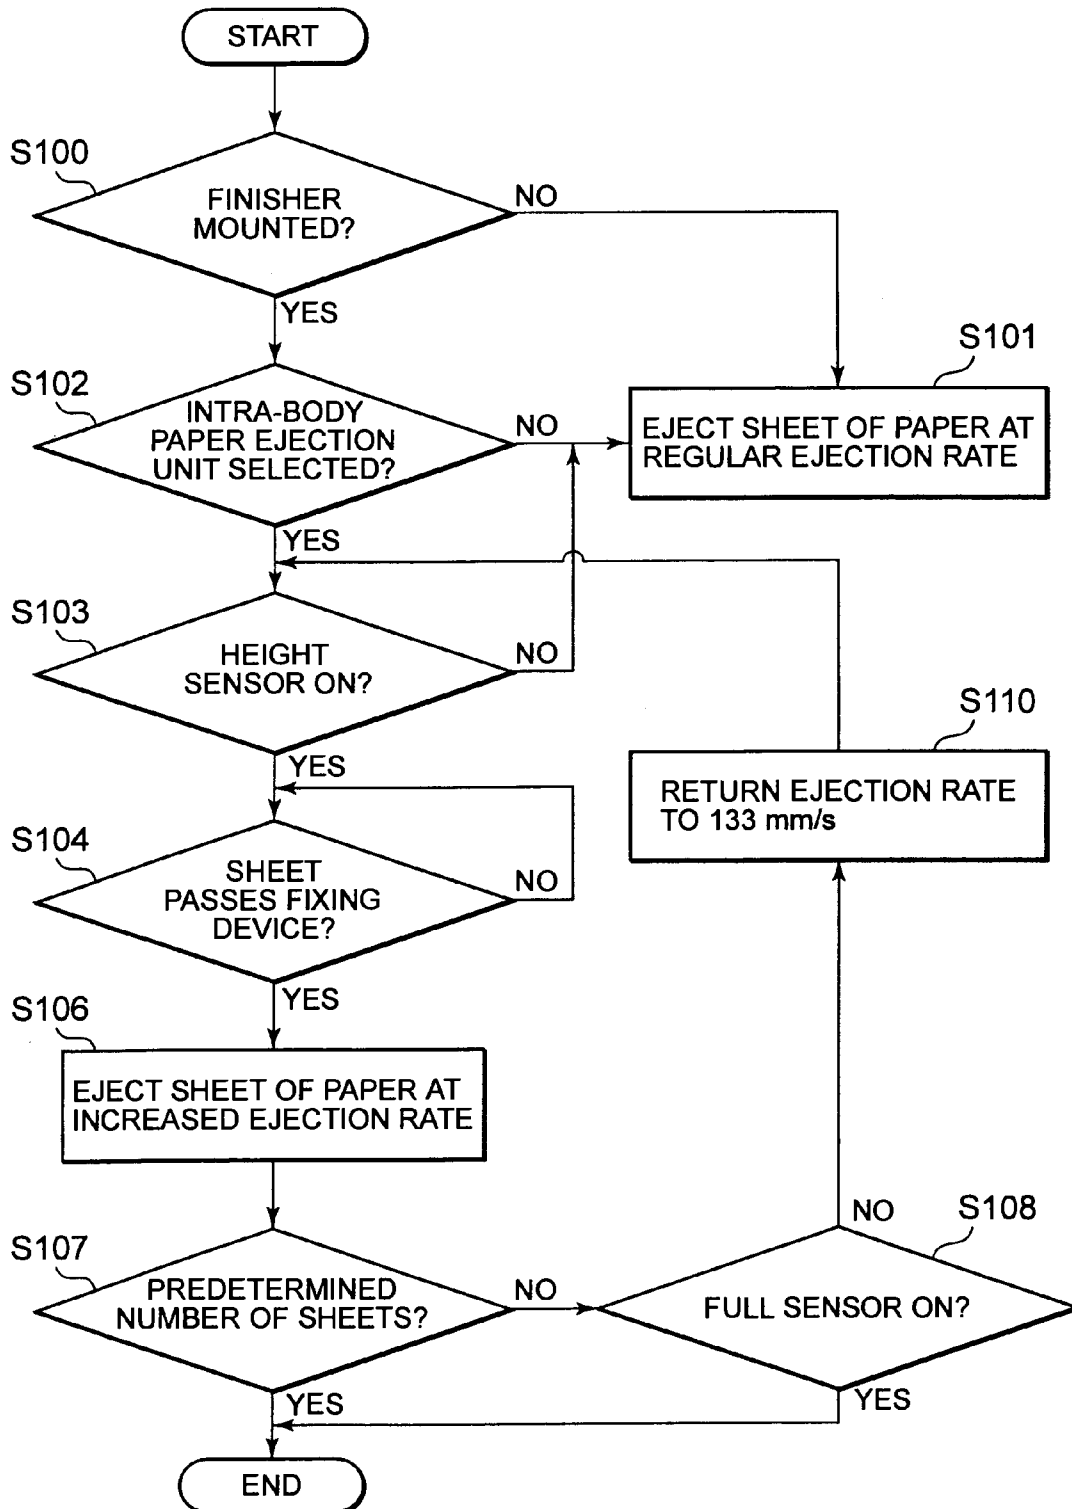 START
S100
FINISHER
MOUNTED?
NO
YES
S101
EJECT SHEET OF PAPER AT
REGULAR EJECTION RATE
S102
INTRA-BODY
PAPER EJECTION
UNIT SELECTED?
NO
YES
S103
HEIGHT
SENSOR ON?
NO
YES
S110
RETURN EJECTION RATE
TO 133 mm/s
S104
SHEET
PASSES FIXING
DEVICE?
NO
YES
S106
EJECT SHEET OF PAPER AT
INCREASED EJECTION RATE
S107
PREDETERMINED
NUMBER OF SHEETS?
NO
YES
S108
FULL SENSOR ON?
NO
YES
END